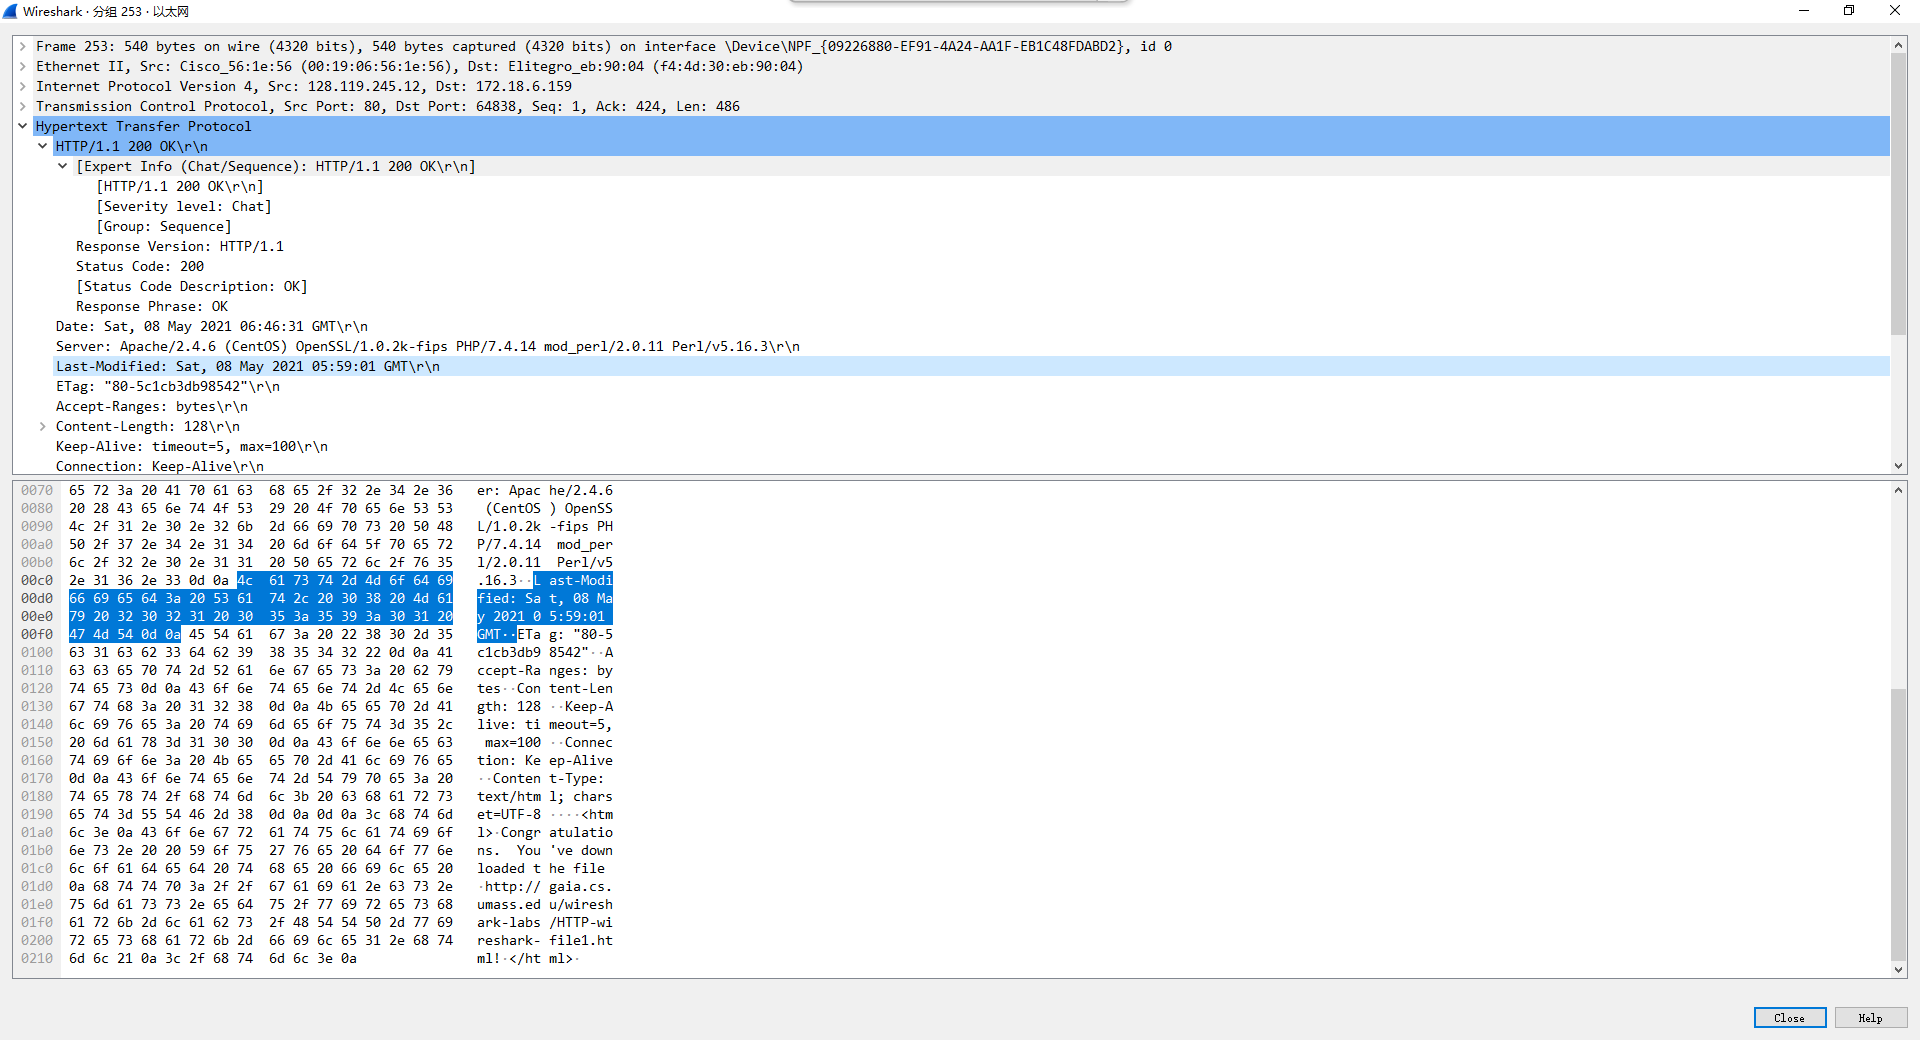 Wireshark · 分组 253 · 以太网
Frame 253: 540 bytes on wire (4320 bits), 540 bytes captured (4320 bits) on interface \Device\NPF_{09226880-EF91-4A24-AA1F-EB1C48FDABD2}, id 0
Ethernet II, Src: Cisco_56:1e:56 (00:19:06:56:1e:56), Dst: Elitegro_eb:90:04 (f4:4d:30:eb:90:04)
Internet Protocol Version 4, Src: 128.119.245.12, Dst: 172.18.6.159
Transmission Control Protocol, Src Port: 80, Dst Port: 64838, Seq: 1, Ack: 424, Len: 486
Hypertext Transfer Protocol
HTTP/1.1 200 OK\r\n
[Expert Info (Chat/Sequence): HTTP/1.1 200 OK\r\n]
[HTTP/1.1 200 OK\r\n]
[Severity level: Chat]
[Group: Sequence]
Response Version: HTTP/1.1
Status Code: 200
[Status Code Description: OK]
Response Phrase: OK
Date: Sat, 08 May 2021 06:46:31 GMT\r\n
Server: Apache/2.4.6 (CentOS) OpenSSL/1.0.2k-fips PHP/7.4.14 mod_perl/2.0.11 Perl/v5.16.3\r\n
Last-Modified: Sat, 08 May 2021 05:59:01 GMT\r\n
ETag: "80-5c1cb3db98542"\r\n
Accept-Ranges: bytes\r\n
Content-Length: 128\r\n
Keep-Alive: timeout=5, max=100\r\n
Connection: Keep-Alive\r\n
0070 65 72 3a 20 41 70 61 63 68 65 2f 32 2e 34 2e 36 er: Apac he/2.4.6
0080 20 28 43 65 6e 74 4f 53 29 20 4f 70 65 6e 53 53 (CentOS ) OpenSS
0090 4c 2f 31 2e 30 2e 32 6b 2d 66 69 70 73 20 50 48 L/1.0.2k -fips PH
00a0 50 2f 37 2e 34 2e 31 34 20 6d 6f 64 5f 70 65 72 P/7.4.14 mod_per
00b0 6c 2f 32 2e 30 2e 31 31 20 50 65 72 6c 2f 76 35 l/2.0.11 Perl/v5
00c0 2e 31 36 2e 33 0d 0a 4c 61 73 74 2d 4d 6f 64 69 .16.3··L ast-Modi
00d0 66 69 65 64 3a 20 53 61 74 2c 20 30 38 20 4d 61 fied: Sa t, 08 Ma
00e0 79 20 32 30 32 31 20 30 35 3a 35 39 3a 30 31 20 y 2021 0 5:59:01
00f0 47 4d 54 0d 0a 45 54 61 67 3a 20 22 38 30 2d 35 GMT··ETa g: "80-5
0100 63 31 63 62 33 64 62 39 38 35 34 32 22 0d 0a 41 c1cb3db9 8542"··A
0110 63 63 65 70 74 2d 52 61 6e 67 65 73 3a 20 62 79 ccept-Ra nges: by
0120 74 65 73 0d 0a 43 6f 6e 74 65 6e 74 2d 4c 65 6e tes··Con tent-Len
0130 67 74 68 3a 20 31 32 38 0d 0a 4b 65 65 70 2d 41 gth: 128 ··Keep-A
0140 6c 69 76 65 3a 20 74 69 6d 65 6f 75 74 3d 35 2c live: ti meout=5,
0150 20 6d 61 78 3d 31 30 30 0d 0a 43 6f 6e 6e 65 63 max=100 ··Connec
0160 74 69 6f 6e 3a 20 4b 65 65 70 2d 41 6c 69 76 65 tion: Ke ep-Alive
0170 0d 0a 43 6f 6e 74 65 6e 74 2d 54 79 70 65 3a 20 ··Conten t-Type:
0180 74 65 78 74 2f 68 74 6d 6c 3b 20 63 68 61 72 73 text/htm l; chars
0190 65 74 3d 55 54 46 2d 38 0d 0a 0d 0a 3c 68 74 6d et=UTF-8 ····<htm
01a0 6c 3e 0a 43 6f 6e 67 72 61 74 75 6c 61 74 69 6f l>·Congr atulatio
01b0 6e 73 2e 20 20 59 6f 75 27 76 65 20 64 6f 77 6e ns.  You 've down
01c0 6c 6f 61 64 65 64 20 74 68 65 20 66 69 6c 65 20 loaded t he file
01d0 0a 68 74 74 70 3a 2f 2f 67 61 69 61 2e 63 73 2e ·http:// gaia.cs.
01e0 75 6d 61 73 73 2e 65 64 75 2f 77 69 72 65 73 68 umass.ed u/wiresh
01f0 61 72 6b 2d 6c 61 62 73 2f 48 54 54 50 2d 77 69 ark-labs /HTTP-wi
0200 72 65 73 68 61 72 6b 2d 66 69 6c 65 31 2e 68 74 reshark- file1.ht
0210 6d 6c 21 0a 3c 2f 68 74 6d 6c 3e 0a ml!·</ht ml>·
Close
Help